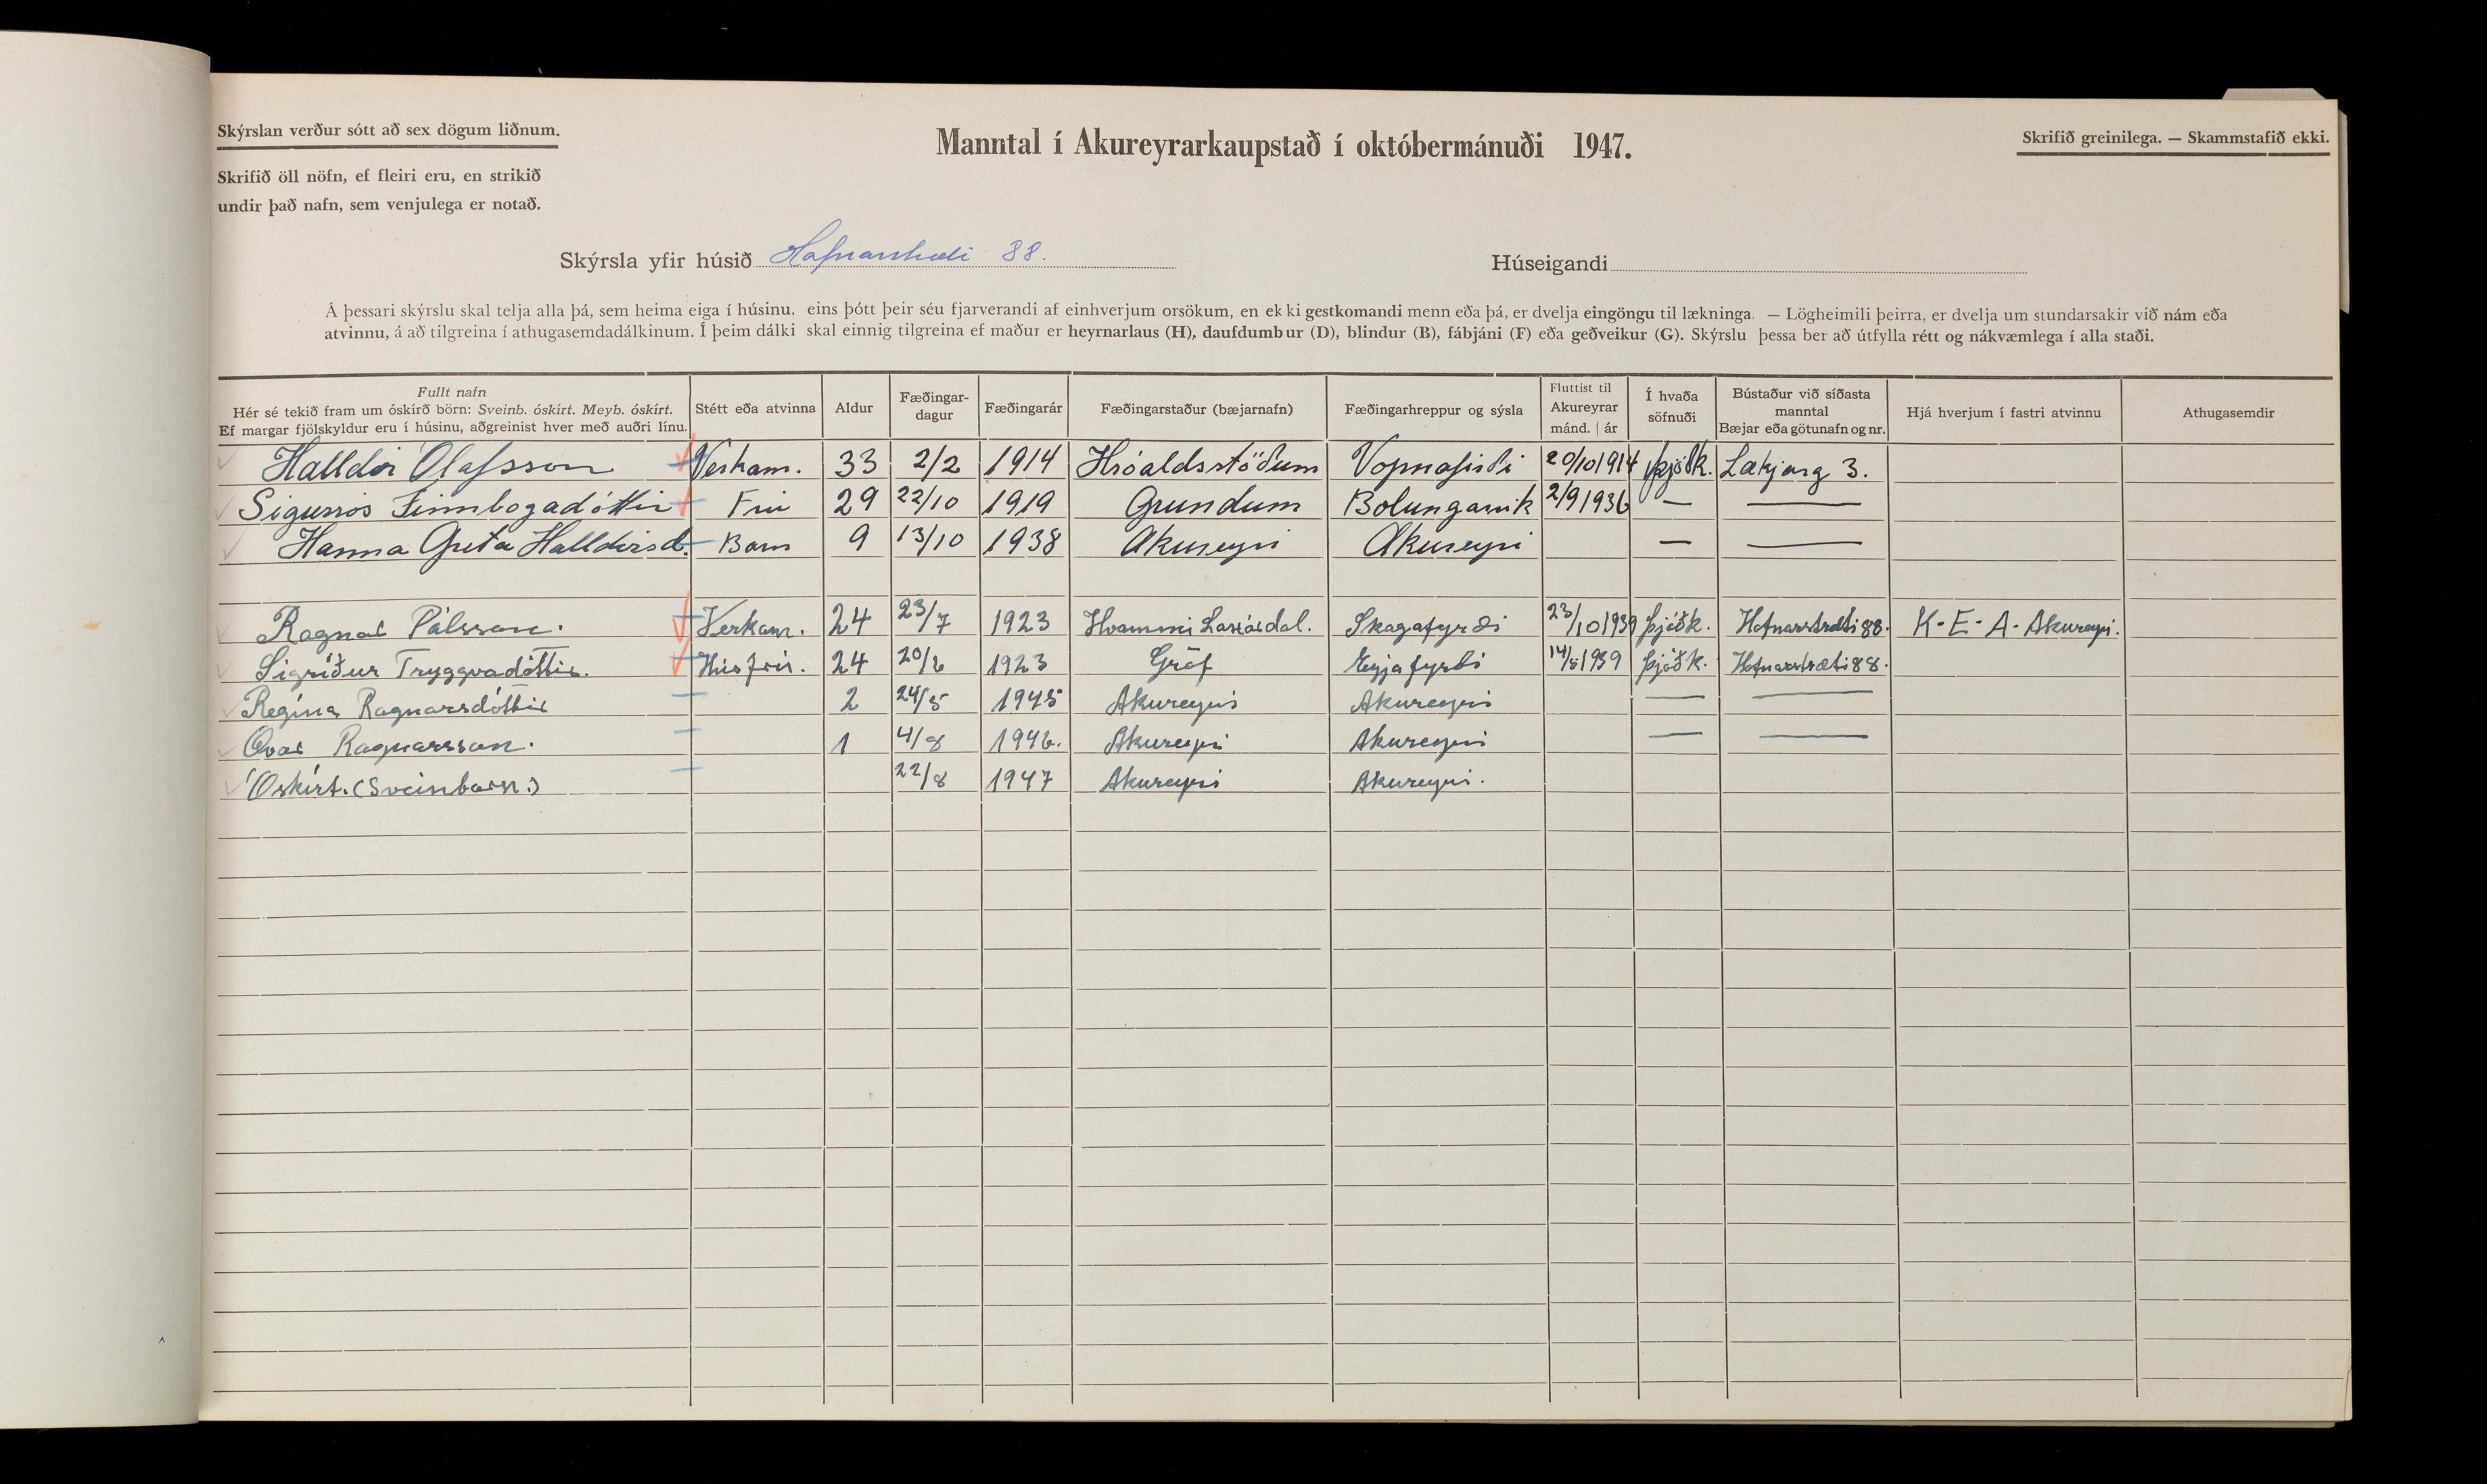 Skýrslan verður sótt að sex dögum liðnum.
Manntal í Akureyrarkaupstað í októbermánuði 1947.
Skrifið greinilega. — Skammstafið ekki.
Skrifið öll nöfn, ef fleiri eru, en strikið
undir það nafn, sem venjulega er notað.
Skýrsla yfir húsið Hafnarstræti 88.
Húseigandi
Á þessari skýrslu skal telja alla þá, sem heima eiga í húsinu, eins þótt þeir séu fjarverandi af einhverjum orsökum, en ekki gestkomandi menn eða þá, er dvelja eingöngu til lækninga. — Lögheimili þeirra, er dvelja um stundarsakir við nám eða
atvinnu, á að tilgreina í athugasemdadálkinum. Í þeim dálki skal einnig tilgreina ef maður er heyrnarlaus (H), daufdumbur (D), blindur (B), fábjáni (F) eða geðveikur (G). Skýrslu þessa ber að útfylla rétt og nákvæmlega í alla staði.
Fullt nafn
Hér sé tekið fram um óskírð börn: Sveinb. óskírt. Meyb. óskírt.
Ef margar fjölskyldur eru í húsinu, aðgreinist hver með auðri línu.
Stétt eða atvinna
Aldur
Fæðingar-
dagur
Fæðingarár
Fæðingarstaður (bæjarnafn)
Fæðingarhreppur og sýsla
Fluttist til
Akureyrar
mánd. | ár
Í hvaða
söfnuði
Bústaður við síðasta
manntal
Bæjar eða götunafn og nr.
Hjá hverjum í fastri atvinnu
Athugasemdir
Halldór Ólafsson Verkam. 33 2/2 1914 Hróaldsstöðum Vopnafirði 20/10 1914 þjóðk. Lækjarg 3.
Sigurrós Finnbogadóttir Frú 29 22/10 1919 Grundum Bolungarvik 2/9 1936 — —
Hanna Gréta Halldórsd. Barn 9 13/10 1938 Akureyri Akureyri — —
Ragnar Pálsson. Verkam. 24 23/7 1923 Hvammi Laxárdal. Skagafyrði 23/10 1939 þjóðk. Hafnarstræti 88. K-E-A-Akureyri.
Sigríður Tryggvadóttir. Húsfrú. 24 20/6 1923 Gröf Eyjafyrði 14/5 1939 þjóðk. Hafnarstræti 88.
Regína Ragnarsdóttir 2 24/5 1945 Akureyri Akureyri — —
Qvar Ragnarsson. 1 4/8 1946. Akureyri Akureyri — —
Óskírt. (Sveinbarn.) 22/8 1947 Akureyri Akureyri.